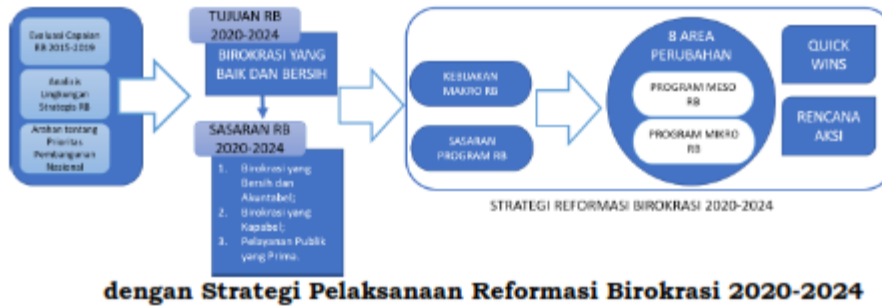 Evaluasi Capaian
RB 2015-2019
Analisis
Lingkungan
Strategis RB
Arahan tentang
Prioritas
Pembangunan
Nasional
TUJUAN RB
2020-2024
BIROKRASI YANG
BAIK DAN BERSIH
SASARAN RB
2020-2024
1. Birokrasi yang
Bersih dan
Akuntabel;
2. Birokrasi yang
Kapabel;
3. Pelayanan Publik
yang Prima.
KEBIJAKAN
MAKRO RB
SASARAN
PROGRAM RB
8 AREA
PERUBAHAN
PROGRAM MESO
RB
PROGRAM MIKRO
RB
QUICK
WINS
RENCANA
AKSI
STRATEGI REFORMASI BIROKRASI 2020-2024
dengan Strategi Pelaksanaan Reformasi Birokrasi 2020-2024